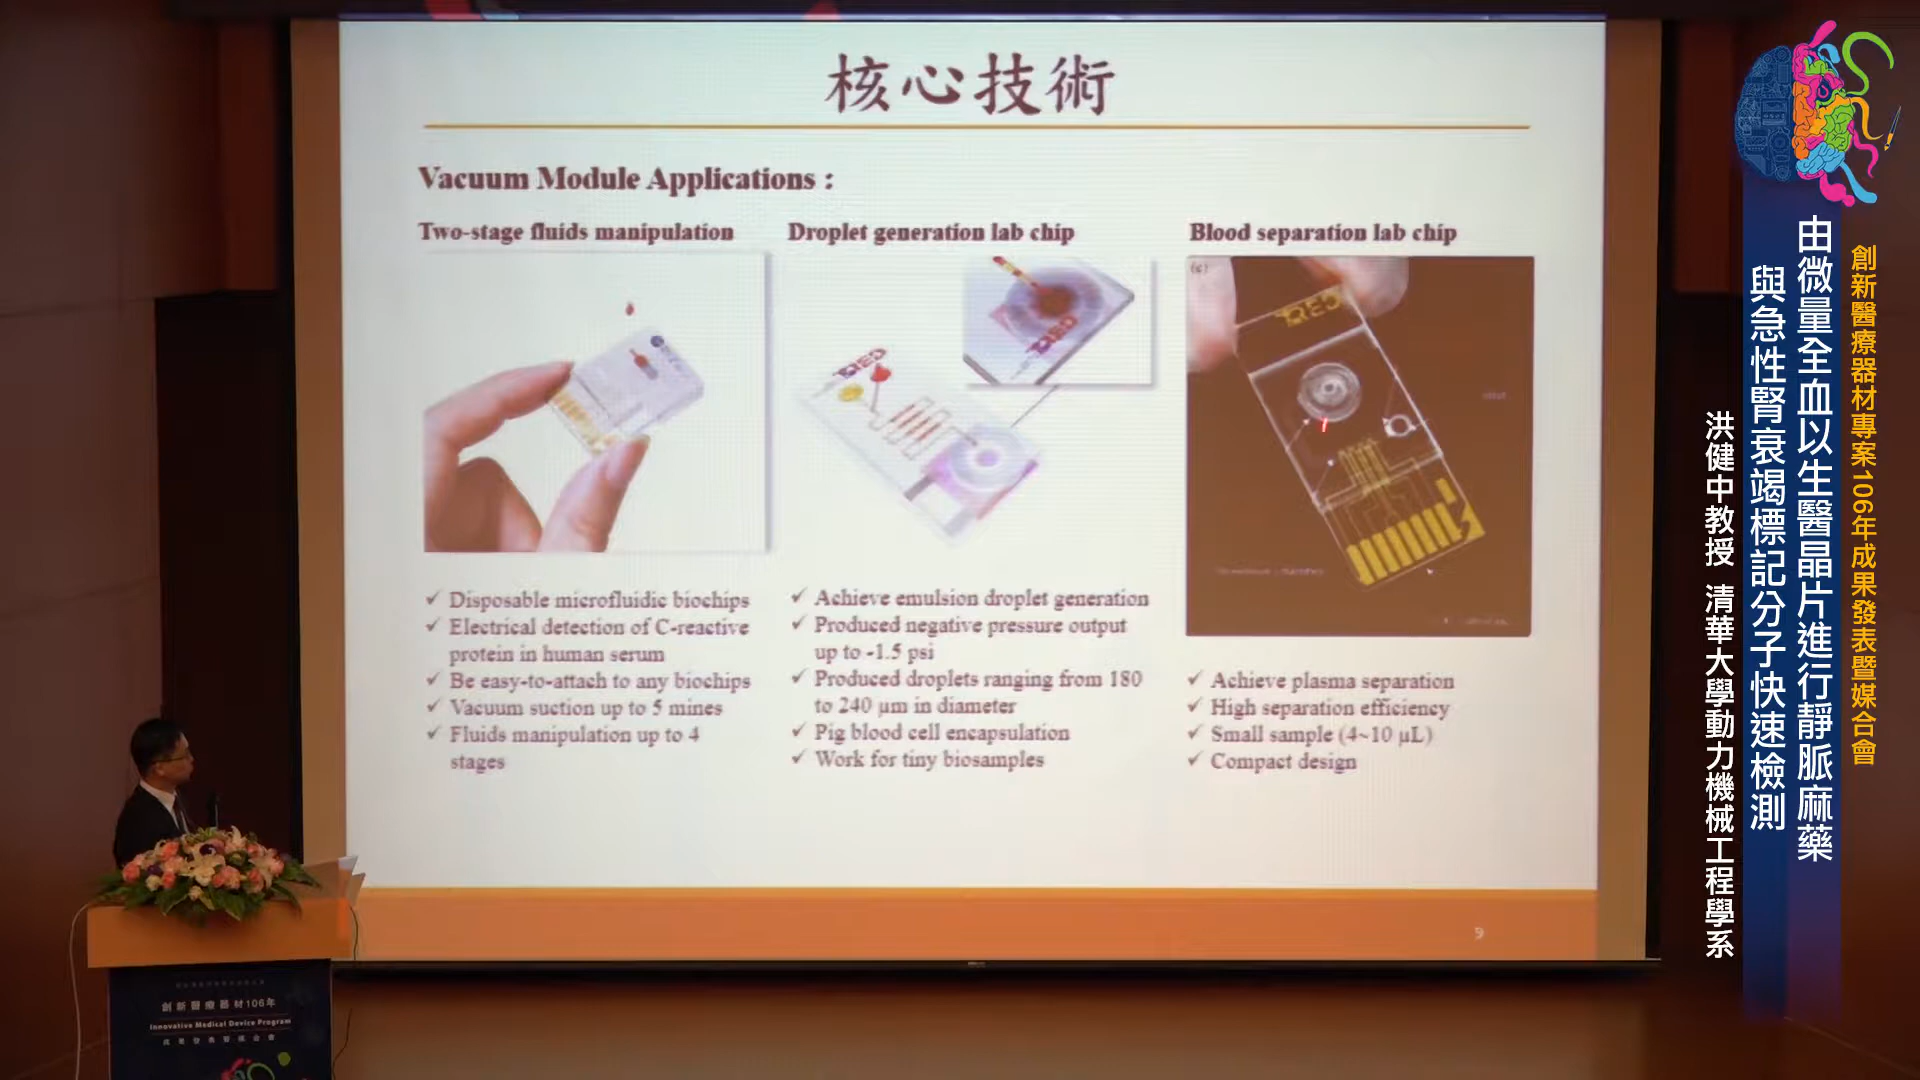 核心技術
Vacuum Module Applications :
Two-stage fluids manipulation
✓ Disposable microfluidic biochips
✓ Electrical detection of C-reactive
protein in human serum
✓ Be easy-to-attach to any biochips
✓ Vacuum suction up to 5 mines
✓ Fluids manipulation up to 4
stages
Droplet generation lab chip
✓ Achieve emulsion droplet generation
✓ Produced negative pressure output
up to -1.5 psi
✓ Produced droplets ranging from 180
to 240 µm in diameter
✓ Pig blood cell encapsulation
✓ Work for tiny biosamples
Blood separation lab chip
(c)
✓ Achieve plasma separation
✓ High separation efficiency
✓ Small sample (4~10 µL)
✓ Compact design
9
創新醫療器材106年
Innovative Medical Device Program
創新醫療器材專案106年成果發表暨媒合會
由微量全血以生醫晶片進行靜脈麻藥
與急性腎衰竭標記分子快速檢測
洪健中教授 清華大學動力機械工程學系